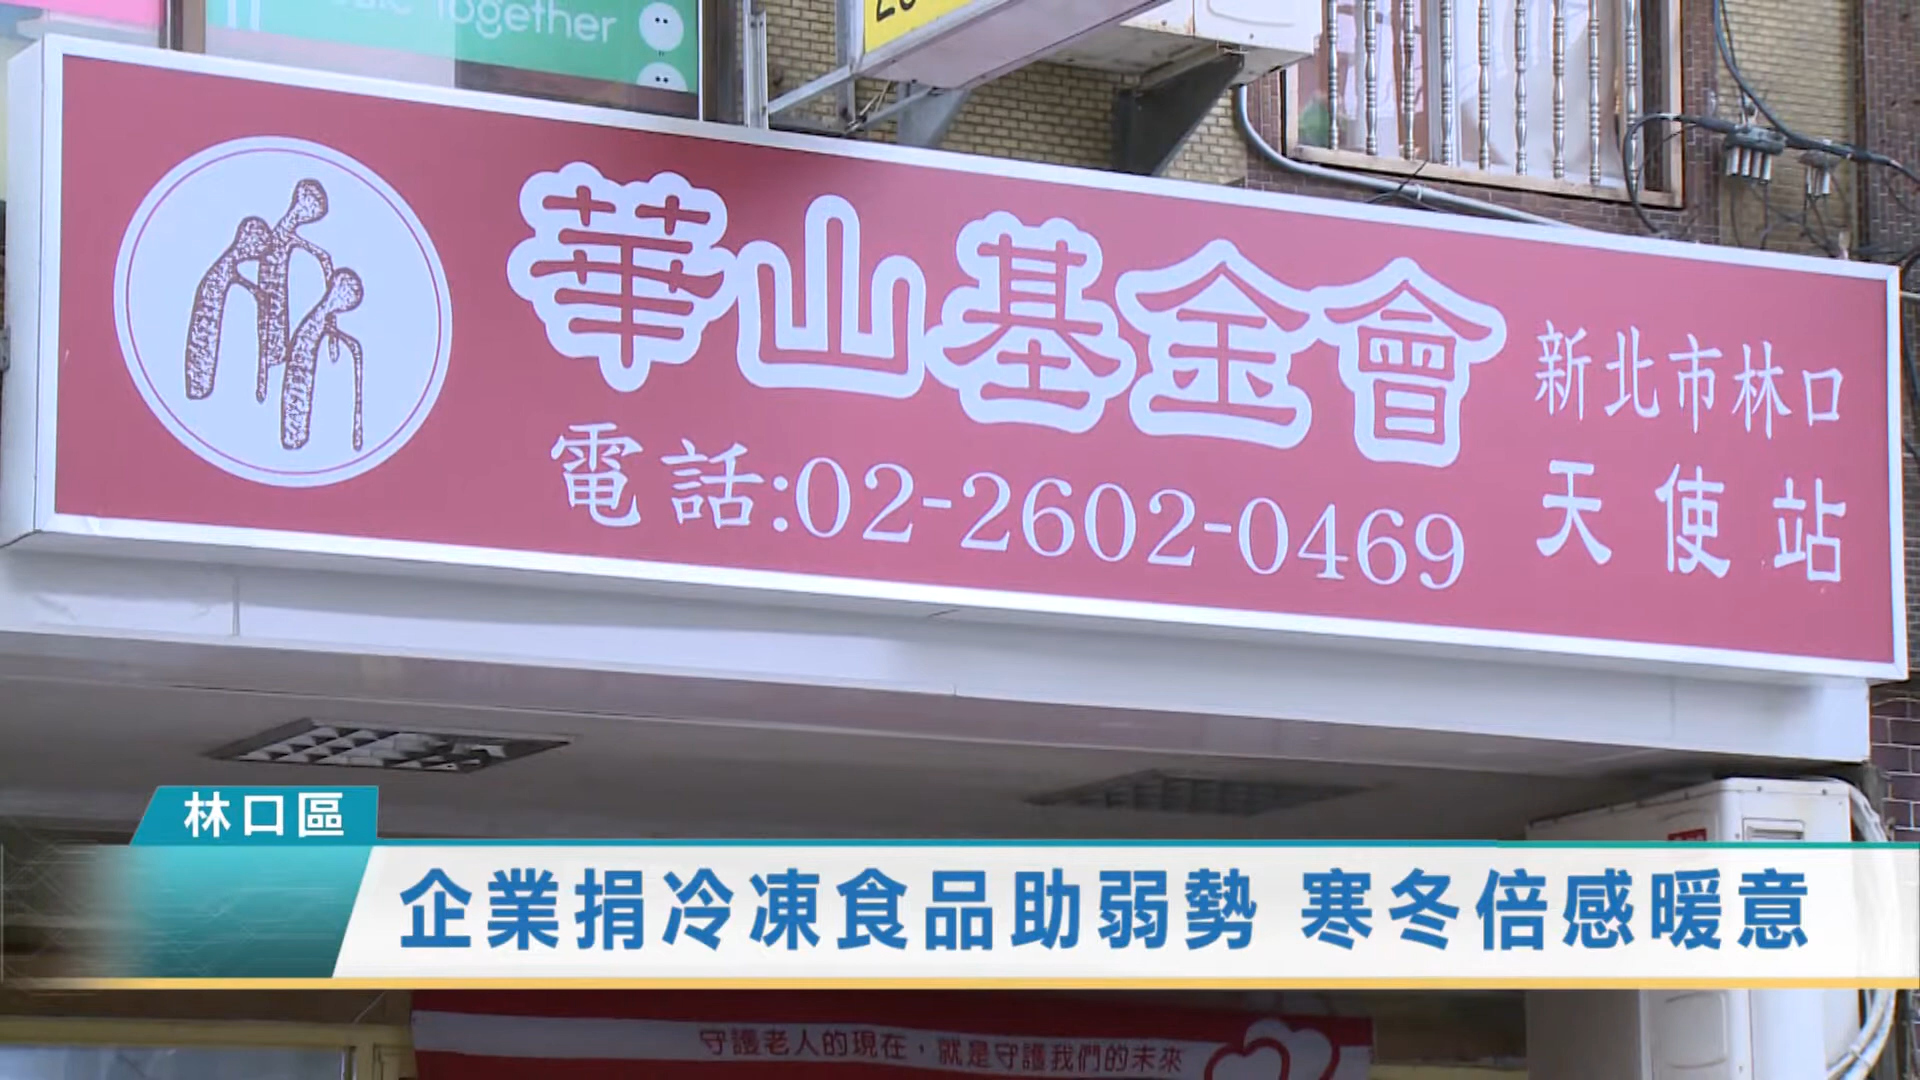 Together
華山基金會
電話:02-2602-0469
新北市林口
天使站
林口區
企業捐冷凍食品助弱勢 寒冬倍感暖意
守護老人的現在，就是守護我們的未來